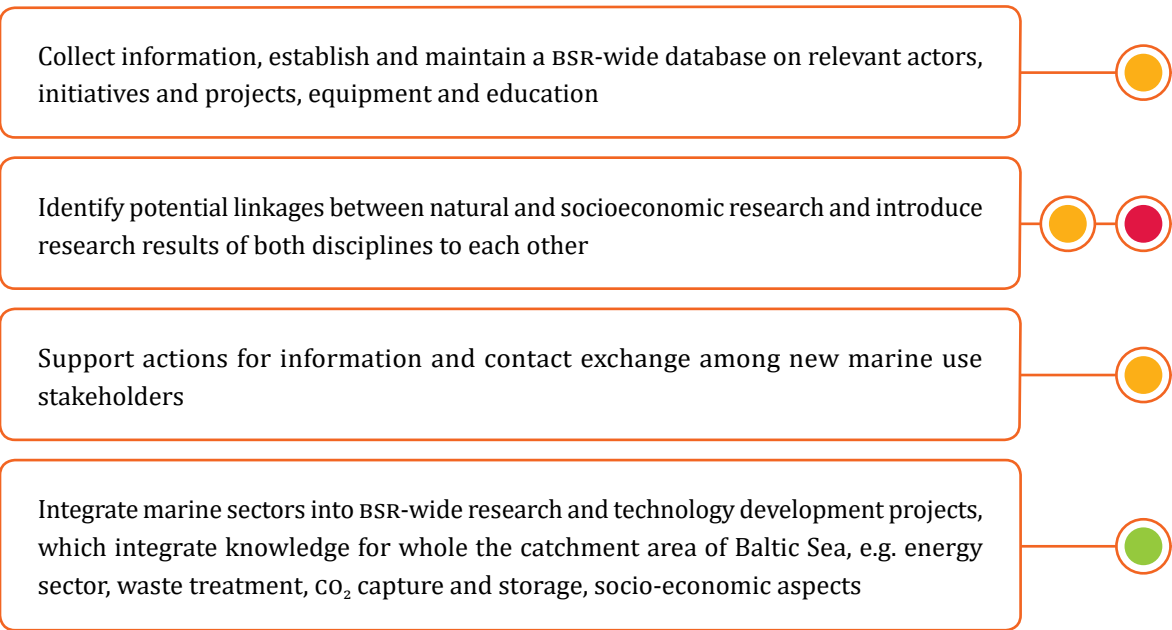 Collect information, establish and maintain a BSR-wide database on relevant actors,
initiatives and projects, equipment and education
Identify potential linkages between natural and socioeconomic research and introduce
research results of both disciplines to each other
Support actions for information and contact exchange among new marine use
stakeholders
Integrate marine sectors into BSR-wide research and technology development projects,
which integrate knowledge for whole the catchment area of Baltic Sea, e.g. energy
sector, waste treatment, CO₂ capture and storage, socio-economic aspects